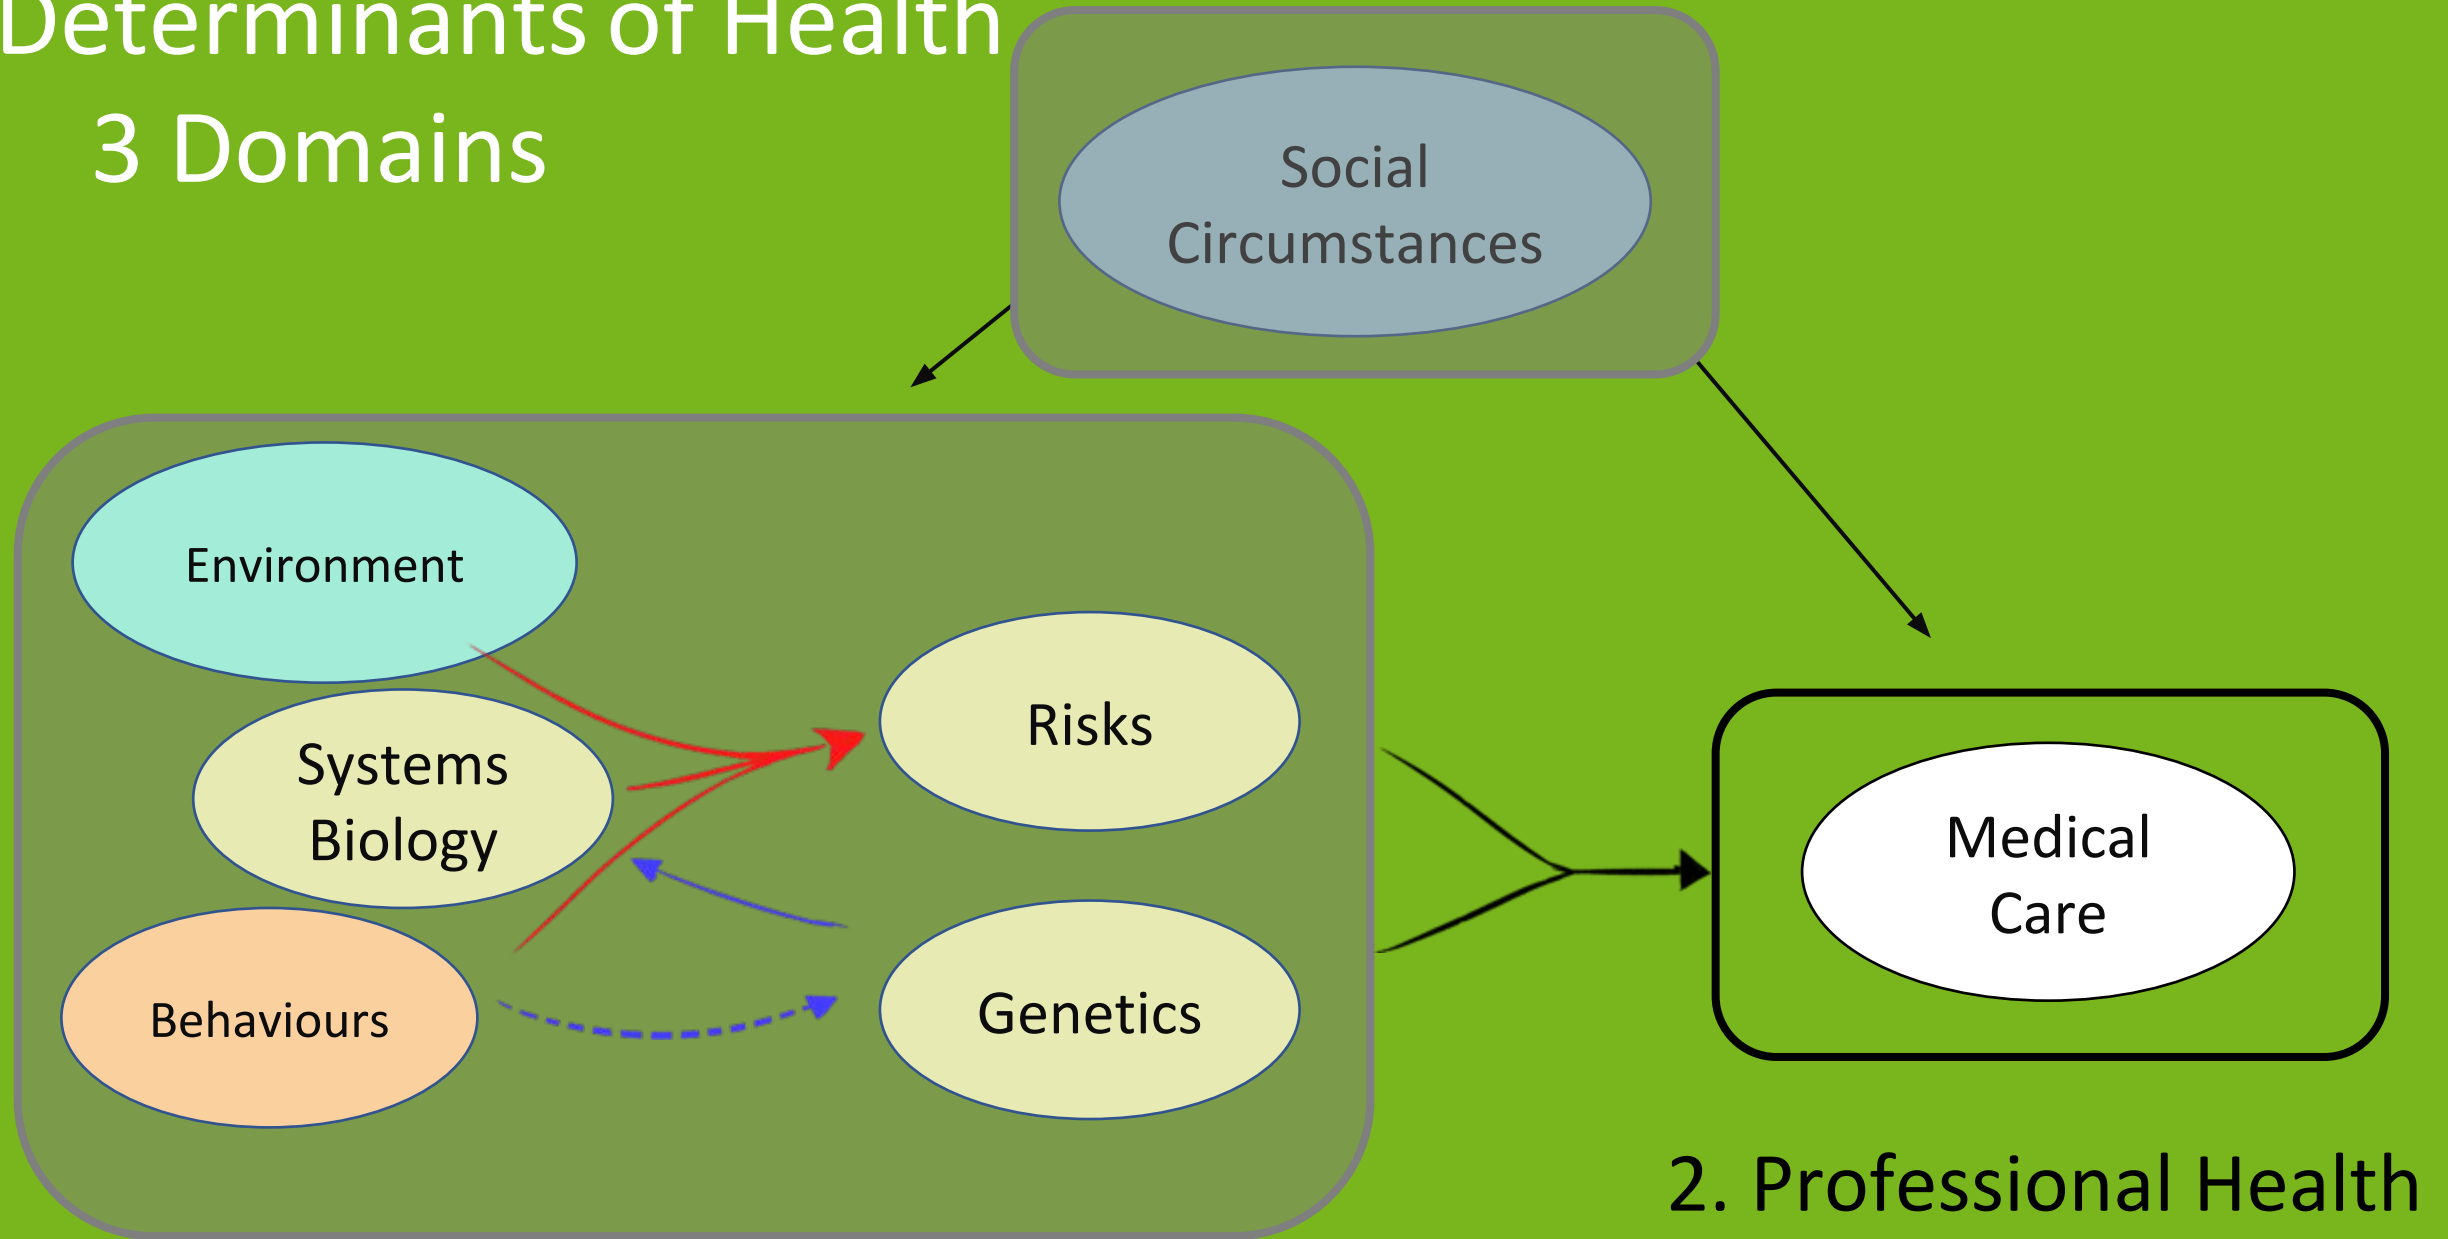 Determinants of Health
3 Domains
Social
Circumstances
Environment
Systems
Biology
Behaviours
Risks
Genetics
Medical
Care
2. Professional Health